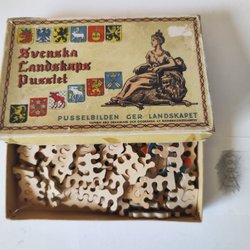 Svenska
Landskaps
Pusslet
PUSSELBILDEN GER LANDSKAPET